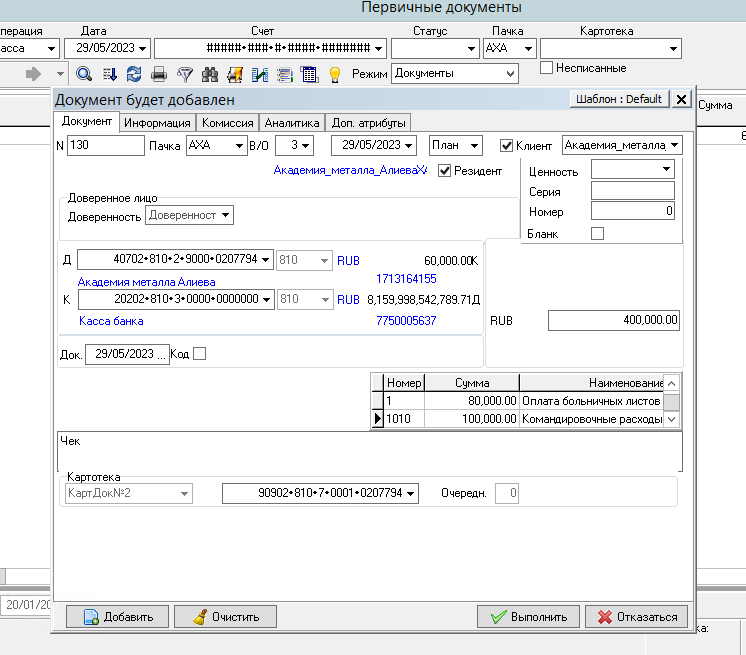 Первичные документы
перация Дата Счет Статус Пачка Картотека
асса 29/05/2023 #####•###•#•####•####### АХА
Режим Документы Несписанные
Сумма
Документ будет добавлен Шаблон : Default
Документ Информация Комиссия Аналитика Доп. атрибуты
N 130 Пачка АХА В/О 3 29/05/2023 План Клиент Академия_металла_
Академия_металла_АлиеваХА Резидент Ценность
Серия
Доверенное лицо
Доверенность Доверенност Номер 0
Бланк
Д 40702•810•2•9000•0207794 810 RUB 60,000.00К
Академия металла Алиева 1713164155
К 20202•810•3•0000•0000000 810 RUB 8,159,998,542,789.71Д
Касса банка 7750005637 RUB 400,000.00
Док. 29/05/2023 ... Код
Номер Сумма Наименование
1 80,000.00 Оплата больничных листов
1010 100,000.00 Командировочные расходы
Чек
Картотека
КартДок№2 90902•810•7•0001•0207794 Очередн. 0
20/01/20
Добавить Очистить Выполнить Отказаться
ка: